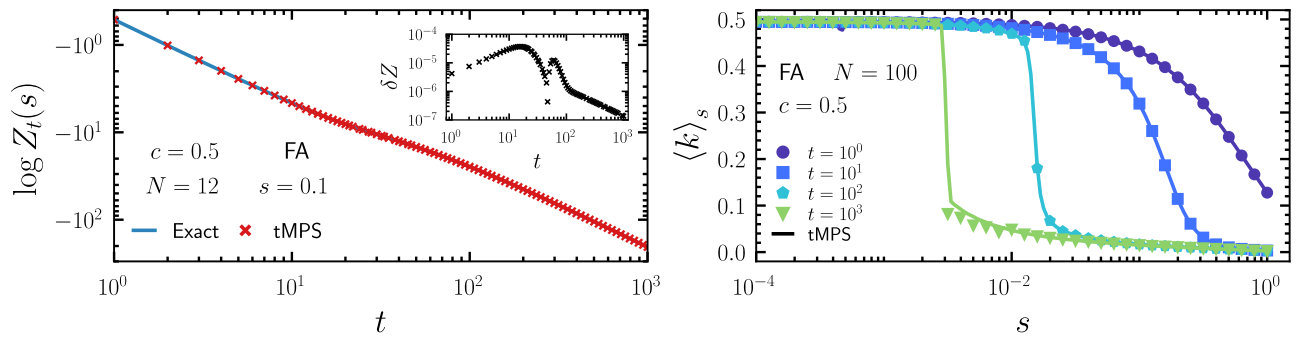 log Z_t(s)
−10^0
−10^1
−10^2
10^0 10^1 10^2 10^3
t
c = 0.5 FA
N = 12 s = 0.1
Exact tMPS
δZ
10^−4
10^−5
10^−6
10^−7
10^0 10^1 10^2 10^3
t
⟨k⟩_s
0.5
0.4
0.3
0.2
0.1
0.0
10^−4 10^−2 10^0
s
FA N = 100
c = 0.5
t = 10^0
t = 10^1
t = 10^2
t = 10^3
tMPS